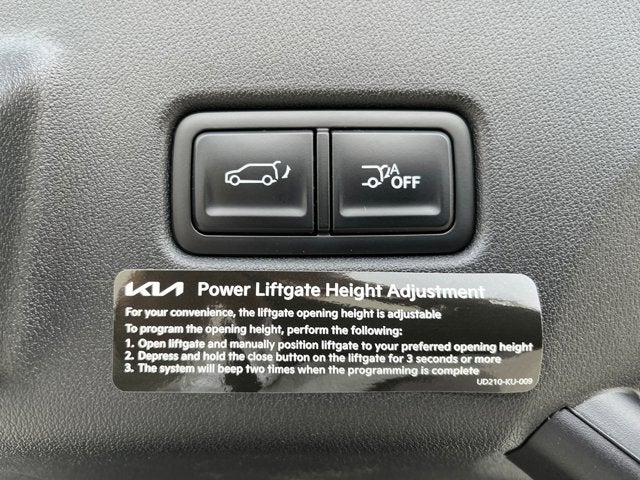 A
OFF
KIA Power Liftgate Height Adjustment
For your convenience, the liftgate opening height is adjustable
To program the opening height, perform the following:
1. Open liftgate and manually position liftgate to your preferred opening height
2. Depress and hold the close button on the liftgate for 3 seconds or more
3. The system will beep two times when the programming is complete
UD210-KU-009